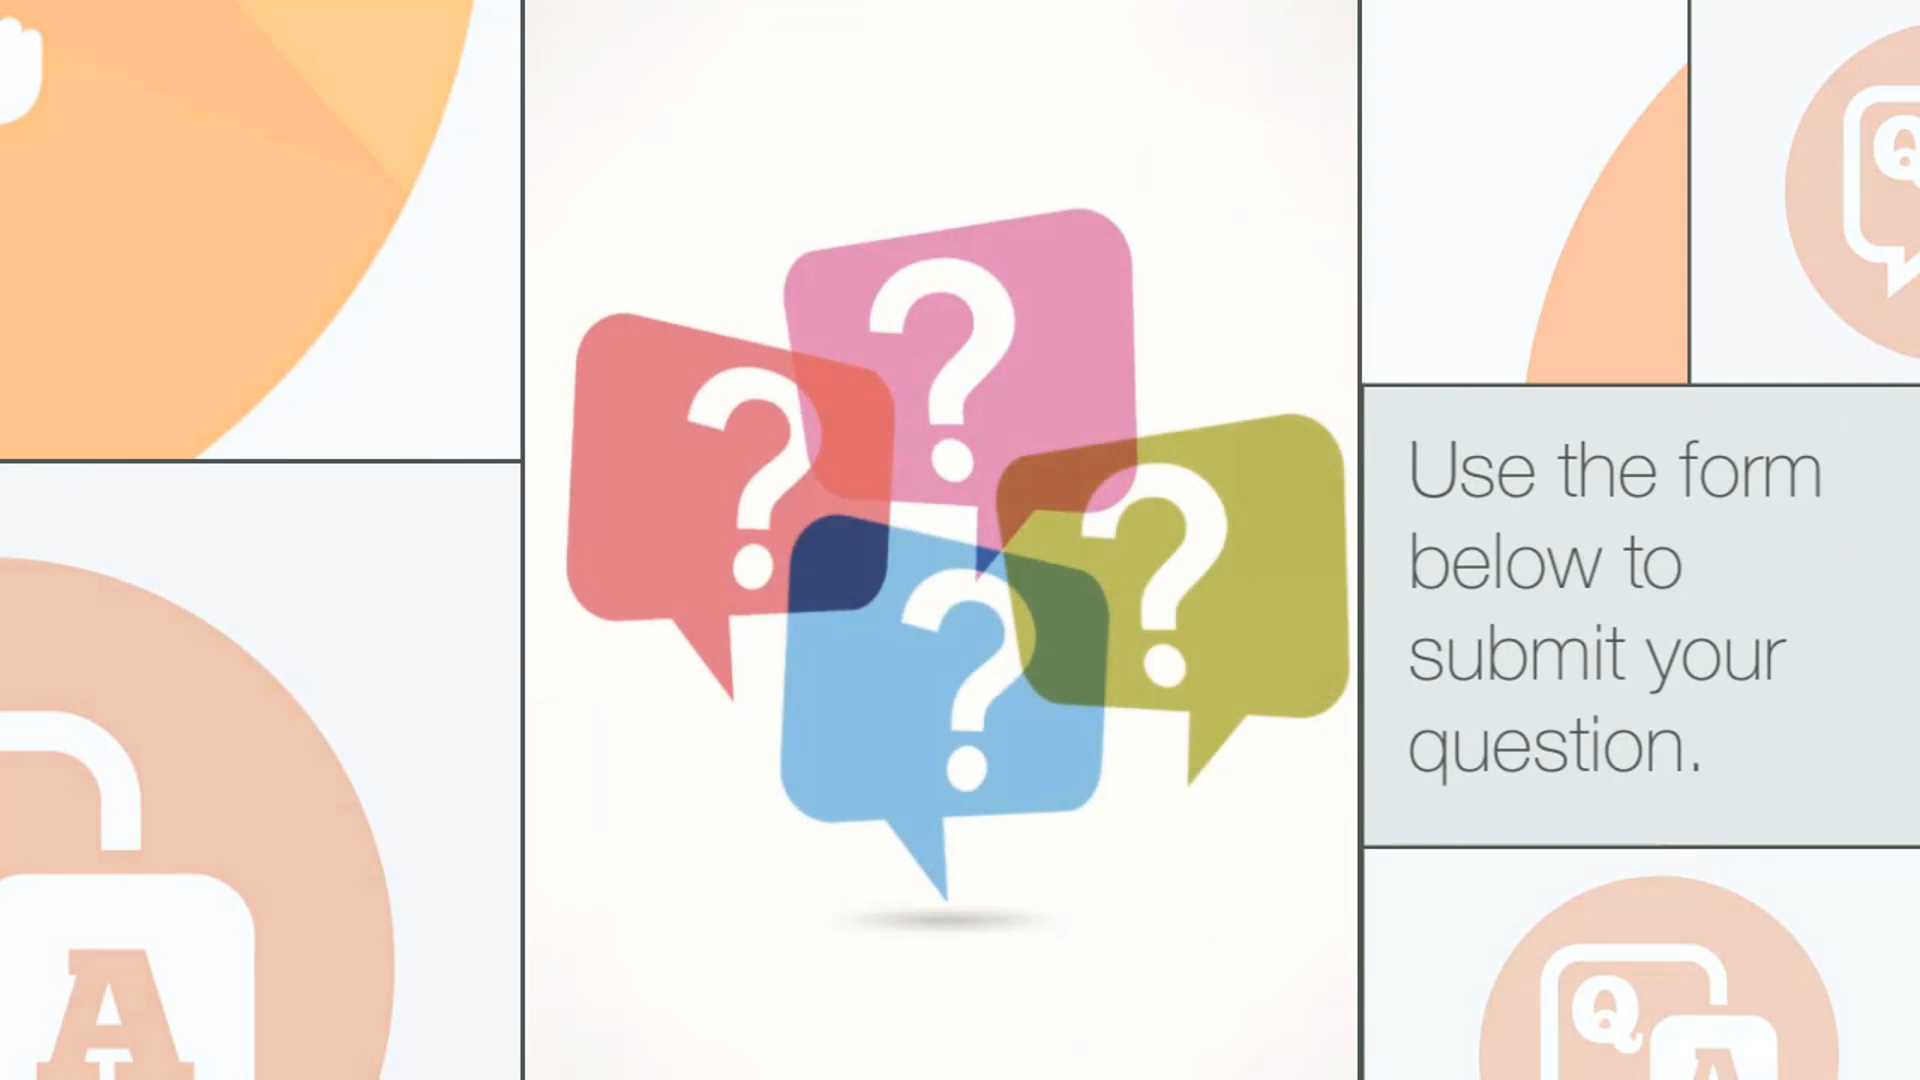 ?
?
?
?
Q
Use the form
below to
submit your
question.
A
Q
A